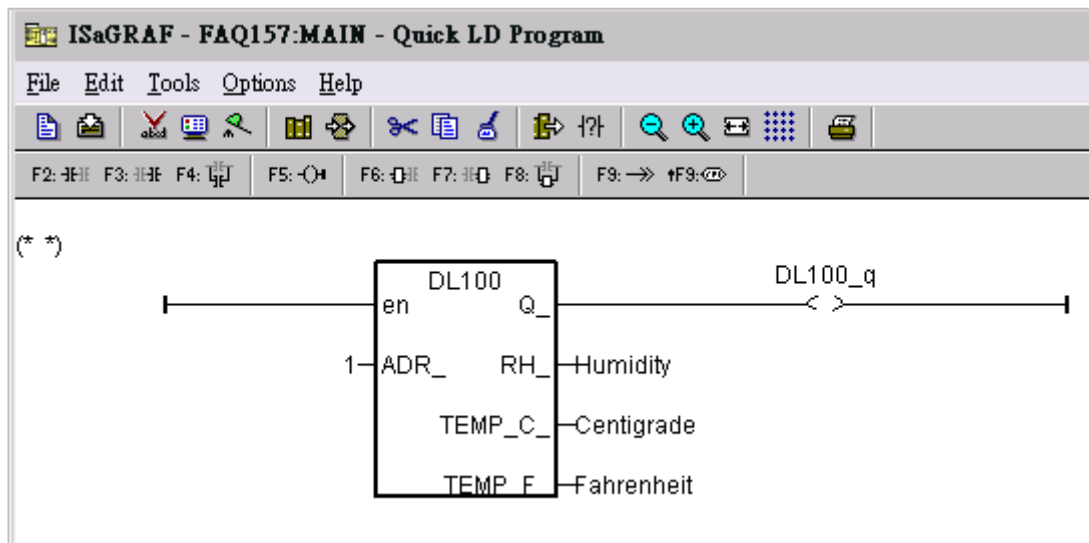 ISaGRAF - FAQ157:MAIN - Quick LD Program
File Edit Tools Options Help
F2: F3: F4: F5: F6: F7: F8: F9: ↑F9:
(* *)
DL100 DL100_q
en Q_
1 ADR_ RH_ Humidity
TEMP_C_ Centigrade
TEMP_F_ Fahrenheit